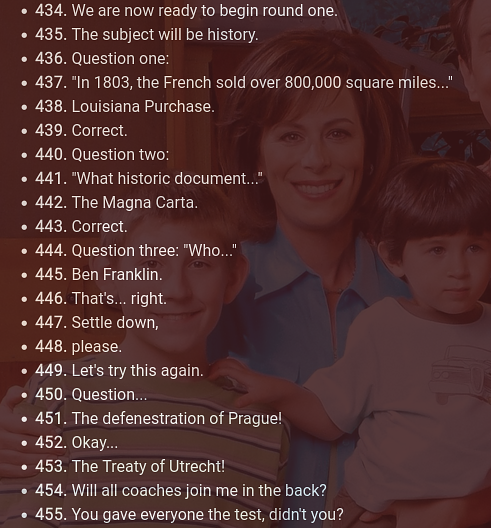 434. We are now ready to begin round one.
435. The subject will be history.
436. Question one:
437. "In 1803, the French sold over 800,000 square miles..."
438. Louisiana Purchase.
439. Correct.
440. Question two:
441. "What historic document..."
442. The Magna Carta.
443. Correct.
444. Question three: "Who..."
445. Ben Franklin.
446. That's... right.
447. Settle down,
448. please.
449. Let's try this again.
450. Question...
451. The defenestration of Prague!
452. Okay...
453. The Treaty of Utrecht!
454. Will all coaches join me in the back?
455. You gave everyone the test, didn't you?